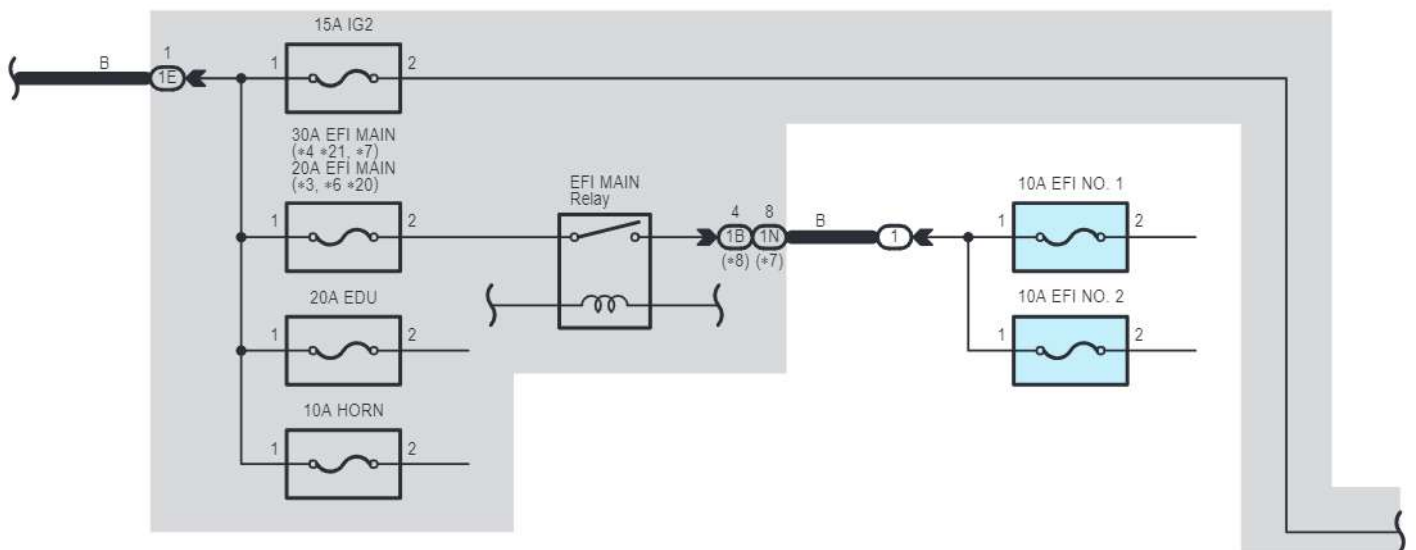 15A IG2
B
1
1E
1
2
30A EFI MAIN
(*4 *21, *7)
20A EFI MAIN
(*3, *6 *20)
1
2
EFI MAIN
Relay
4
8
1B
1N
(*8)
(*7)
B
1
10A EFI NO. 1
1
2
20A EDU
1
2
10A EFI NO. 2
1
2
10A HORN
1
2